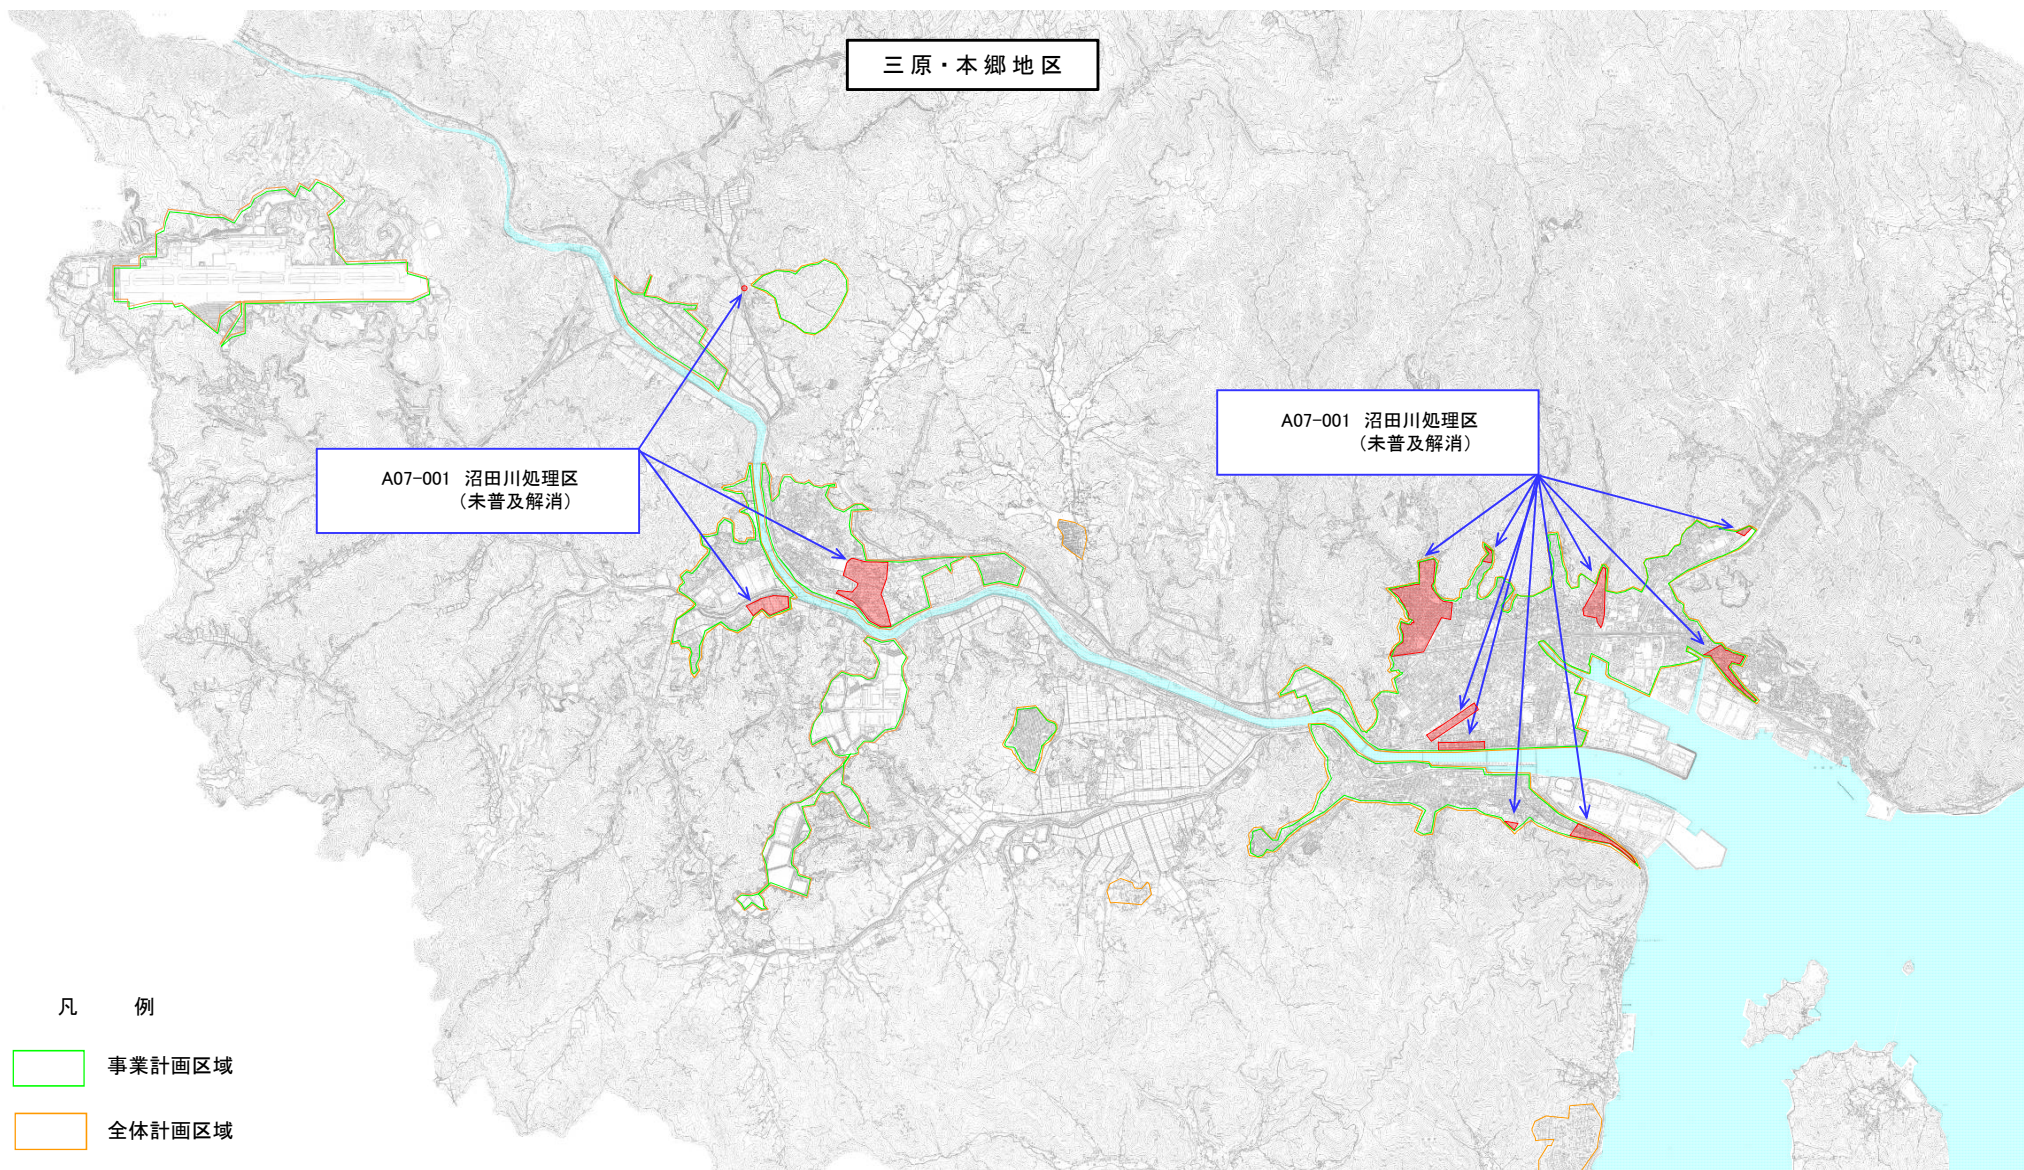 三原・本郷地区
A07-001 沼田川処理区
(未普及解消)
A07-001 沼田川処理区
(未普及解消)
凡 例
事業計画区域
全体計画区域